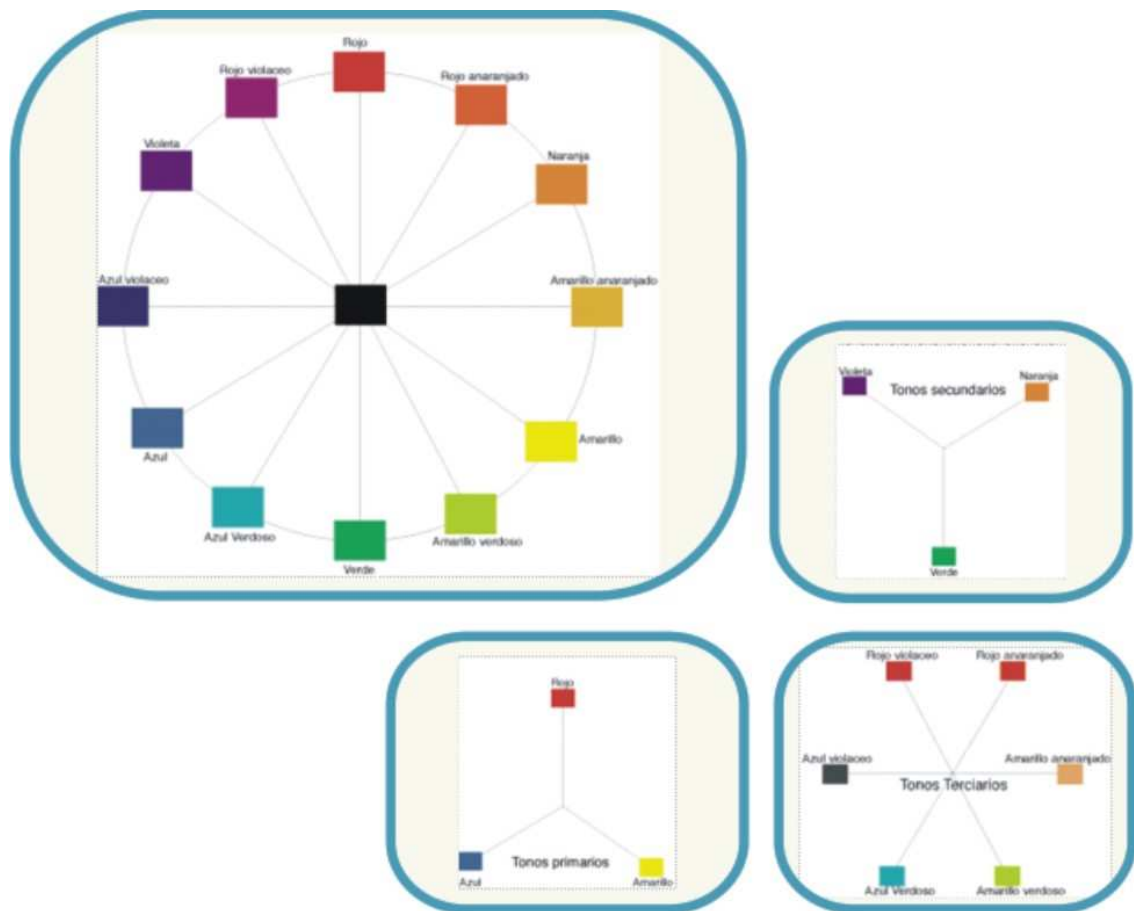 Rojo
Rojo violaceo
Rojo anaranjado
Violeta
Naranja
Azul violaceo
Amarillo anaranjado
Azul
Amarillo
Azul Verdoso
Amarillo verdoso
Verde
Violeta
Tonos secundarios
Naranja
Verde
Rojo
Tonos primarios
Azul
Amarillo
Rojo violaceo
Rojo anaranjado
Azul violaceo
Amarillo anaranjado
Tonos Terciarios
Azul Verdoso
Amarillo verdoso